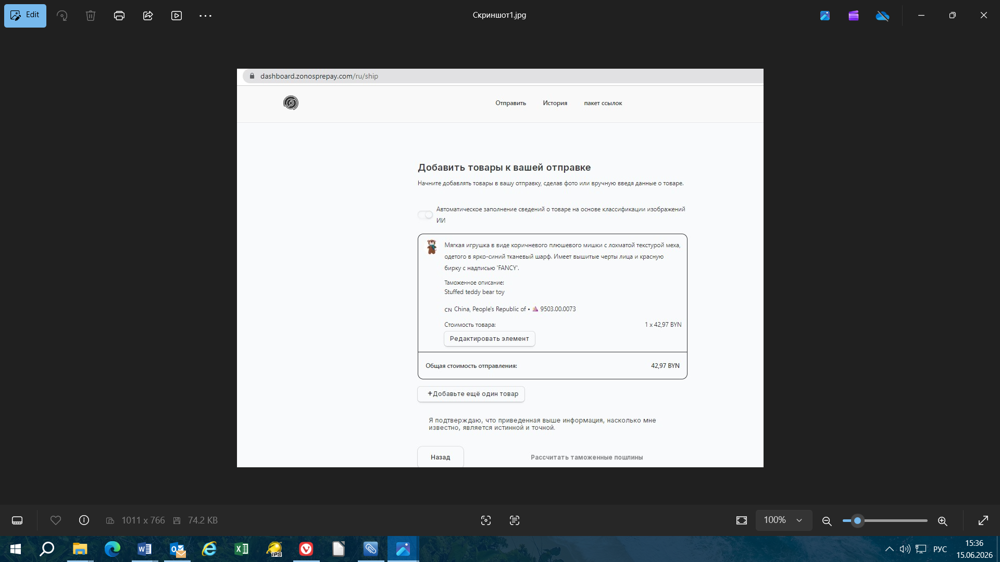 Edit
Скриншот1.jpg
dashboard.zonosprepay.com/ru/ship
Отправить История пакет ссылок
Добавить товары к вашей отправке
Начните добавлять товары в вашу отправку, сделав фото или вручную введя данные о товаре.
Автоматическое заполнение сведений о товаре на основе классификации изображений
ИИ
Мягкая игрушка в виде коричневого плюшевого мишки с лохматой текстурой меха,
одетого в ярко-синий тканевый шарф. Имеет вышитые черты лица и красную
бирку с надписью 'FANCY'.
Таможенное описание:
Stuffed teddy bear toy
CN China, People's Republic of • 9503.00.0073
Стоимость товара: 1 x 42,97 BYN
Редактировать элемент
Общая стоимость отправления: 42,97 BYN
+Добавьте ещё один товар
Я подтверждаю, что приведенная выше информация, насколько мне
известно, является истинной и точной.
Назад Рассчитать таможенные пошлины
1011 x 766 74.2 KB 100%
IPS
РУС
15:36
15.06.2026